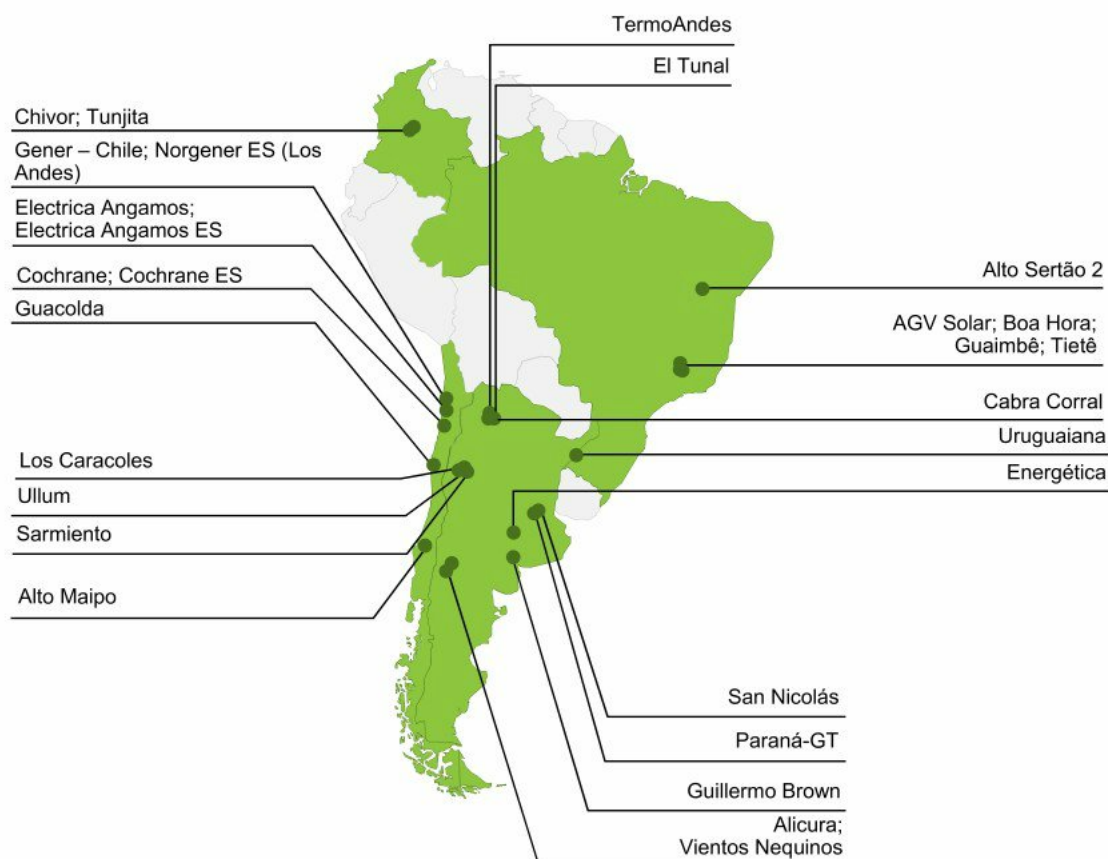 TermoAndes
El Tunal
Chivor; Tunjita
Gener – Chile; Norgener ES (Los
Andes)
Electrica Angamos;
Electrica Angamos ES
Cochrane; Cochrane ES
Guacolda
Los Caracoles
Ullum
Sarmiento
Alto Maipo
Alto Sertão 2
AGV Solar; Boa Hora;
Guaimbê; Tietê
Cabra Corral
Uruguaiana
Energética
San Nicolás
Paraná-GT
Guillermo Brown
Alicura;
Vientos Nequinos